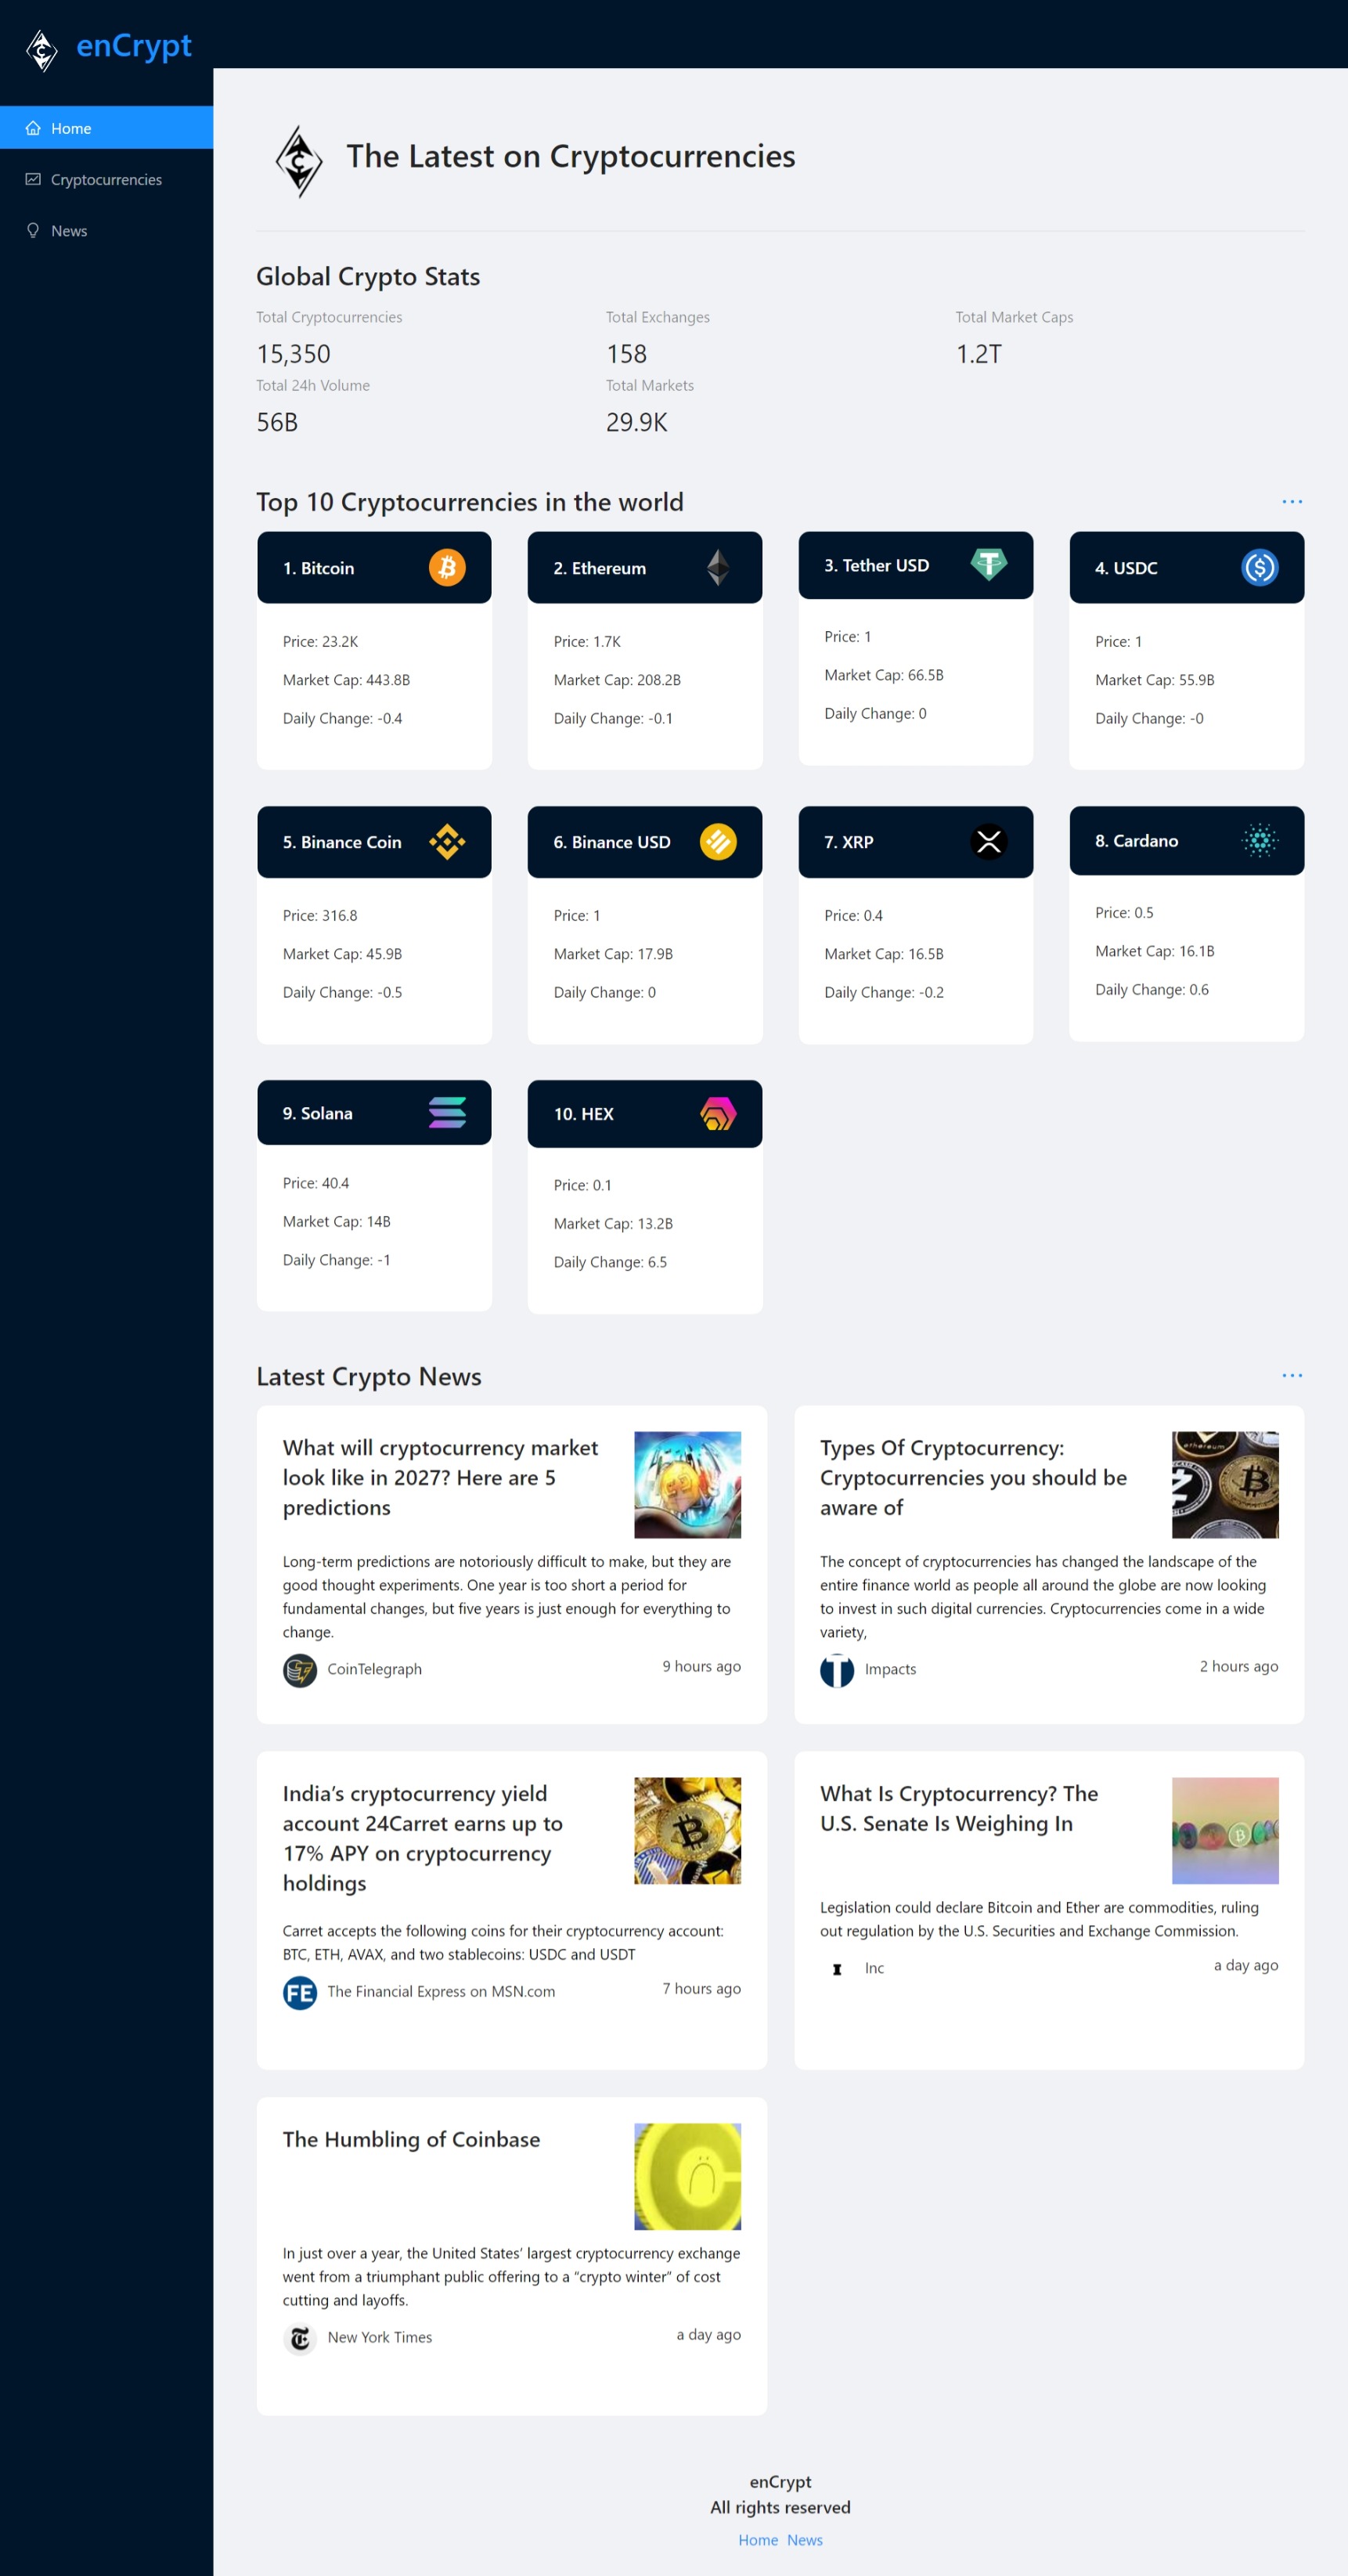 enCrypt
Home
Cryptocurrencies
News
The Latest on Cryptocurrencies
Global Crypto Stats
Total Cryptocurrencies
15,350
Total Exchanges
158
Total Market Caps
1.2T
Total 24h Volume
56B
Total Markets
29.9K
Top 10 Cryptocurrencies in the world
...
1. Bitcoin
Price: 23.2K
Market Cap: 443.8B
Daily Change: -0.4
2. Ethereum
Price: 1.7K
Market Cap: 208.2B
Daily Change: -0.1
3. Tether USD
Price: 1
Market Cap: 66.5B
Daily Change: 0
4. USDC
Price: 1
Market Cap: 55.9B
Daily Change: -0
5. Binance Coin
Price: 316.8
Market Cap: 45.9B
Daily Change: -0.5
6. Binance USD
Price: 1
Market Cap: 17.9B
Daily Change: 0
7. XRP
Price: 0.4
Market Cap: 16.5B
Daily Change: -0.2
8. Cardano
Price: 0.5
Market Cap: 16.1B
Daily Change: 0.6
9. Solana
Price: 40.4
Market Cap: 14B
Daily Change: -1
10. HEX
Price: 0.1
Market Cap: 13.2B
Daily Change: 6.5
Latest Crypto News
...
What will cryptocurrency market
look like in 2027? Here are 5
predictions
Long-term predictions are notoriously difficult to make, but they are
good thought experiments. One year is too short a period for
fundamental changes, but five years is just enough for everything to
change.
CoinTelegraph
9 hours ago
Types Of Cryptocurrency:
Cryptocurrencies you should be
aware of
ethereum
The concept of cryptocurrencies has changed the landscape of the
entire finance world as people all around the globe are now looking
to invest in such digital currencies. Cryptocurrencies come in a wide
variety,
Impacts
2 hours ago
India’s cryptocurrency yield
account 24Carret earns up to
17% APY on cryptocurrency
holdings
Carret accepts the following coins for their cryptocurrency account:
BTC, ETH, AVAX, and two stablecoins: USDC and USDT
FE
The Financial Express on MSN.com
7 hours ago
What Is Cryptocurrency? The
U.S. Senate Is Weighing In
Legislation could declare Bitcoin and Ether are commodities, ruling
out regulation by the U.S. Securities and Exchange Commission.
Inc
a day ago
The Humbling of Coinbase
In just over a year, the United States’ largest cryptocurrency exchange
went from a triumphant public offering to a “crypto winter” of cost
cutting and layoffs.
New York Times
a day ago
enCrypt
All rights reserved
Home News